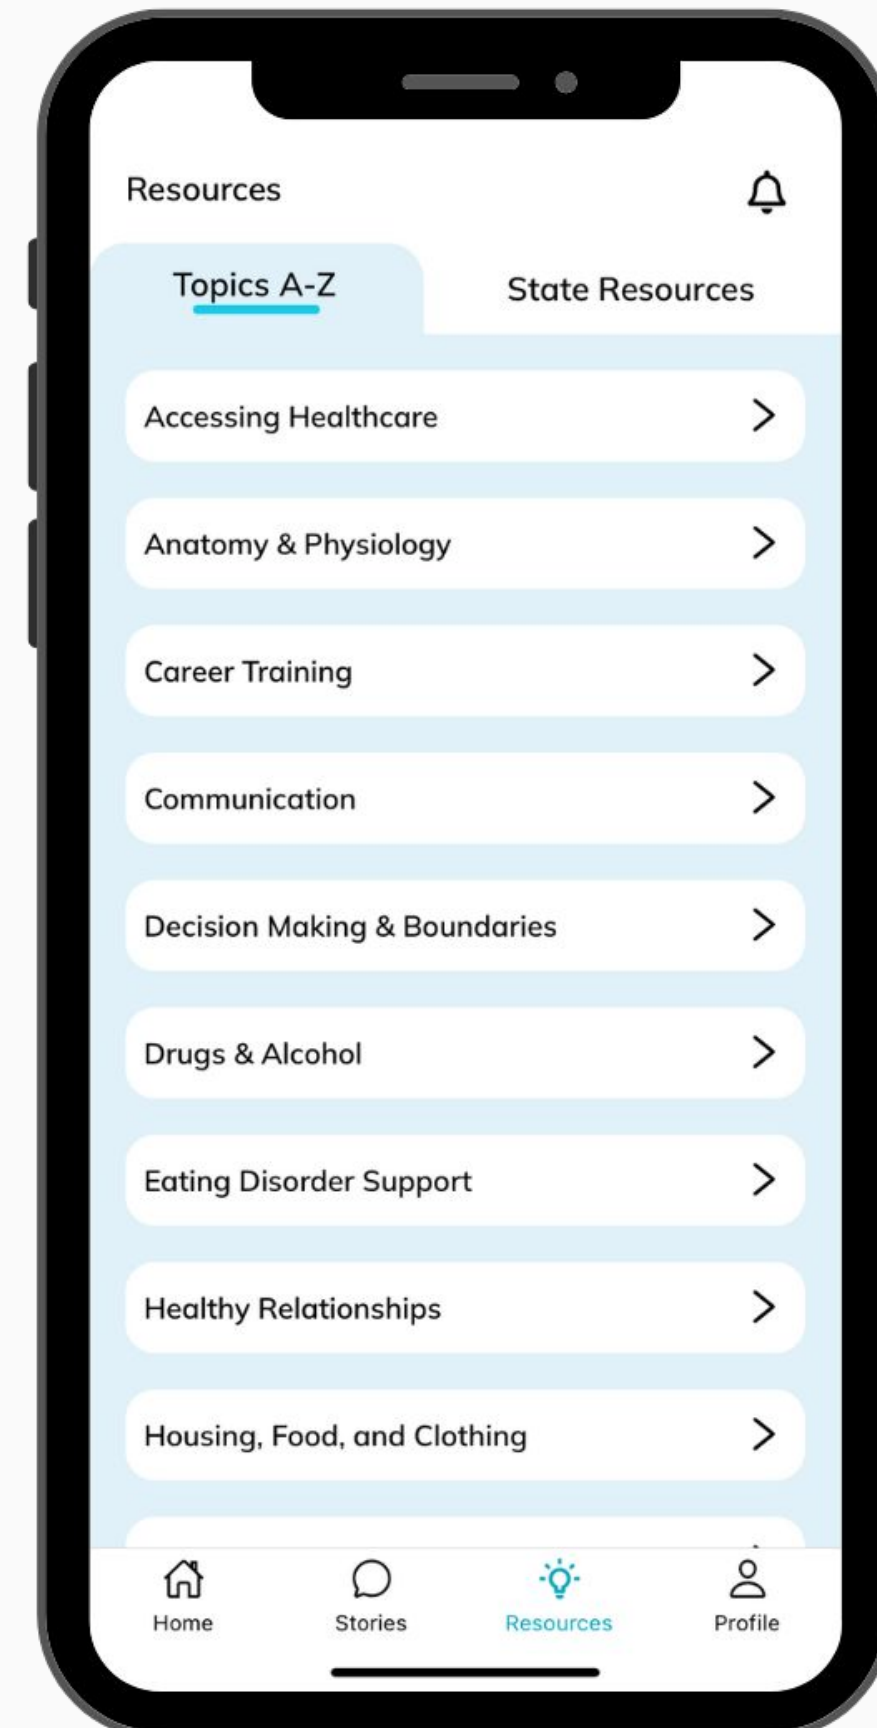 Resources
Topics A-Z
State Resources
Accessing Healthcare
Anatomy & Physiology
Career Training
Communication
Decision Making & Boundaries
Drugs & Alcohol
Eating Disorder Support
Healthy Relationships
Housing, Food, and Clothing
Home
Stories
Resources
Profile